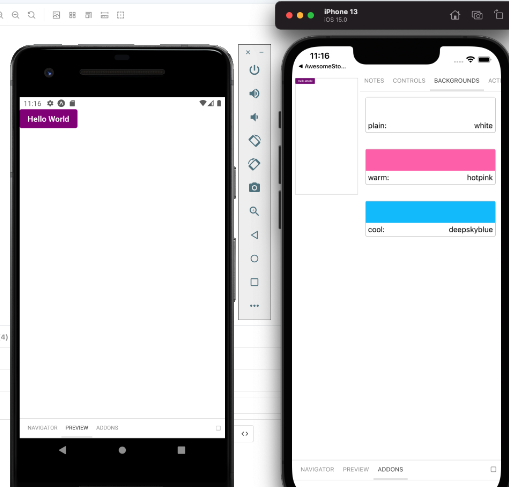 iPhone 13
iOS 15.0
11:16
Hello World
NAVIGATOR PREVIEW ADDONS
4)
11:16
AwesomeSto...
NOTES CONTROLS BACKGROUNDS ACT
plain: white
warm: hotpink
cool: deepskyblue
NAVIGATOR PREVIEW ADDONS